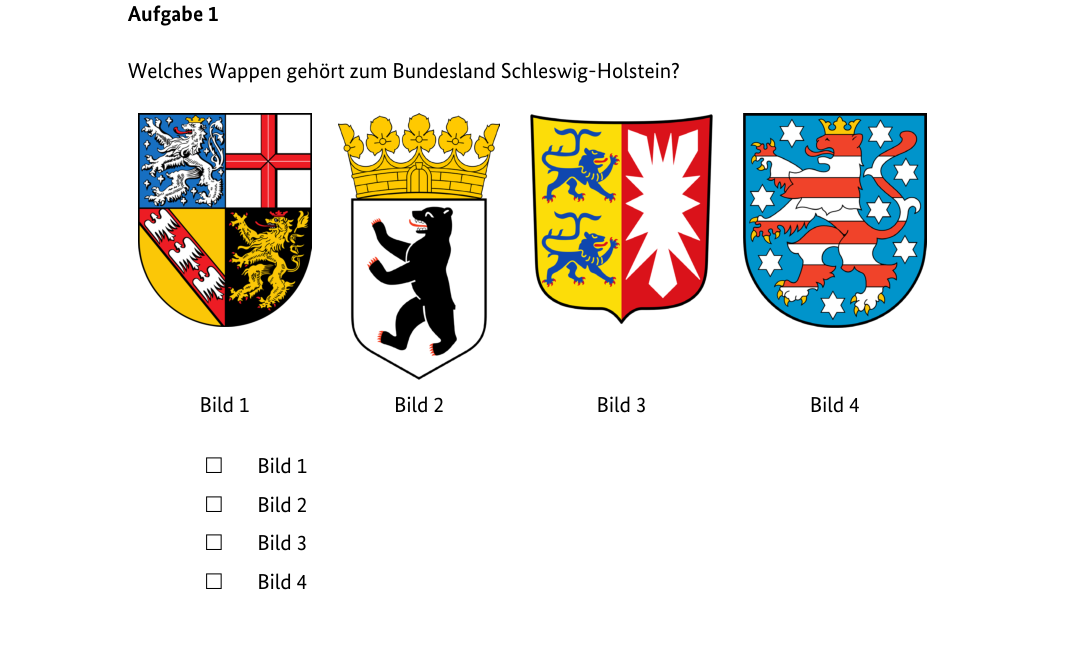 Aufgabe 1
Welches Wappen gehört zum Bundesland Schleswig-Holstein?
Bild 1 Bild 2 Bild 3 Bild 4
☐ Bild 1
☐ Bild 2
☐ Bild 3
☐ Bild 4